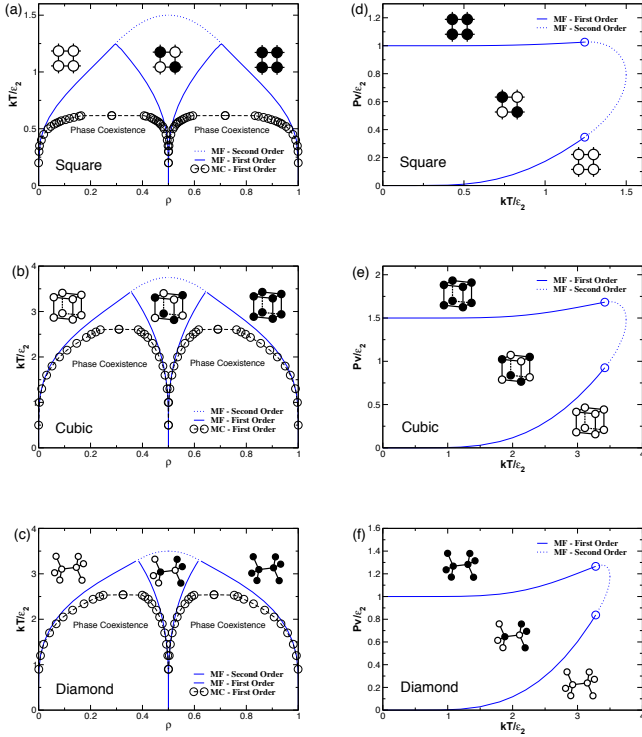 (a)
kT/ε₂
1.5
1
0.5
0
0
0.2
0.4
0.6
0.8
1
ρ
Phase Coexistence
Phase Coexistence
MF - Second Order
MF - First Order
MC - First Order
Square
(d)
Pv/ε₂
1
0.8
0.6
0.4
0.2
0
0
0.5
1
1.5
kT/ε₂
MF - First Order
MF - Second Order
Square
(b)
kT/ε₂
4
3
2
1
0
0
0.2
0.4
0.6
0.8
1
ρ
Phase Coexistence
Phase Coexistence
MF - Second Order
MF - First Order
MC - First Order
Cubic
(e)
Pv/ε₂
2
1.5
1
0.5
0
0
1
2
3
4
kT/ε₂
MF - First Order
MF - Second Order
Cubic
(c)
kT/ε₂
4
3
2
1
0
0
0.2
0.4
0.6
0.8
1
ρ
Phase Coexistence
Phase Coexistence
MF - Second Order
MF - First Order
MC - First Order
Diamond
(f)
Pv/ε₂
1.6
1.4
1.2
1
0.8
0.6
0.4
0.2
0
0
1
2
3
4
kT/ε₂
MF - First Order
MF - Second Order
Diamond